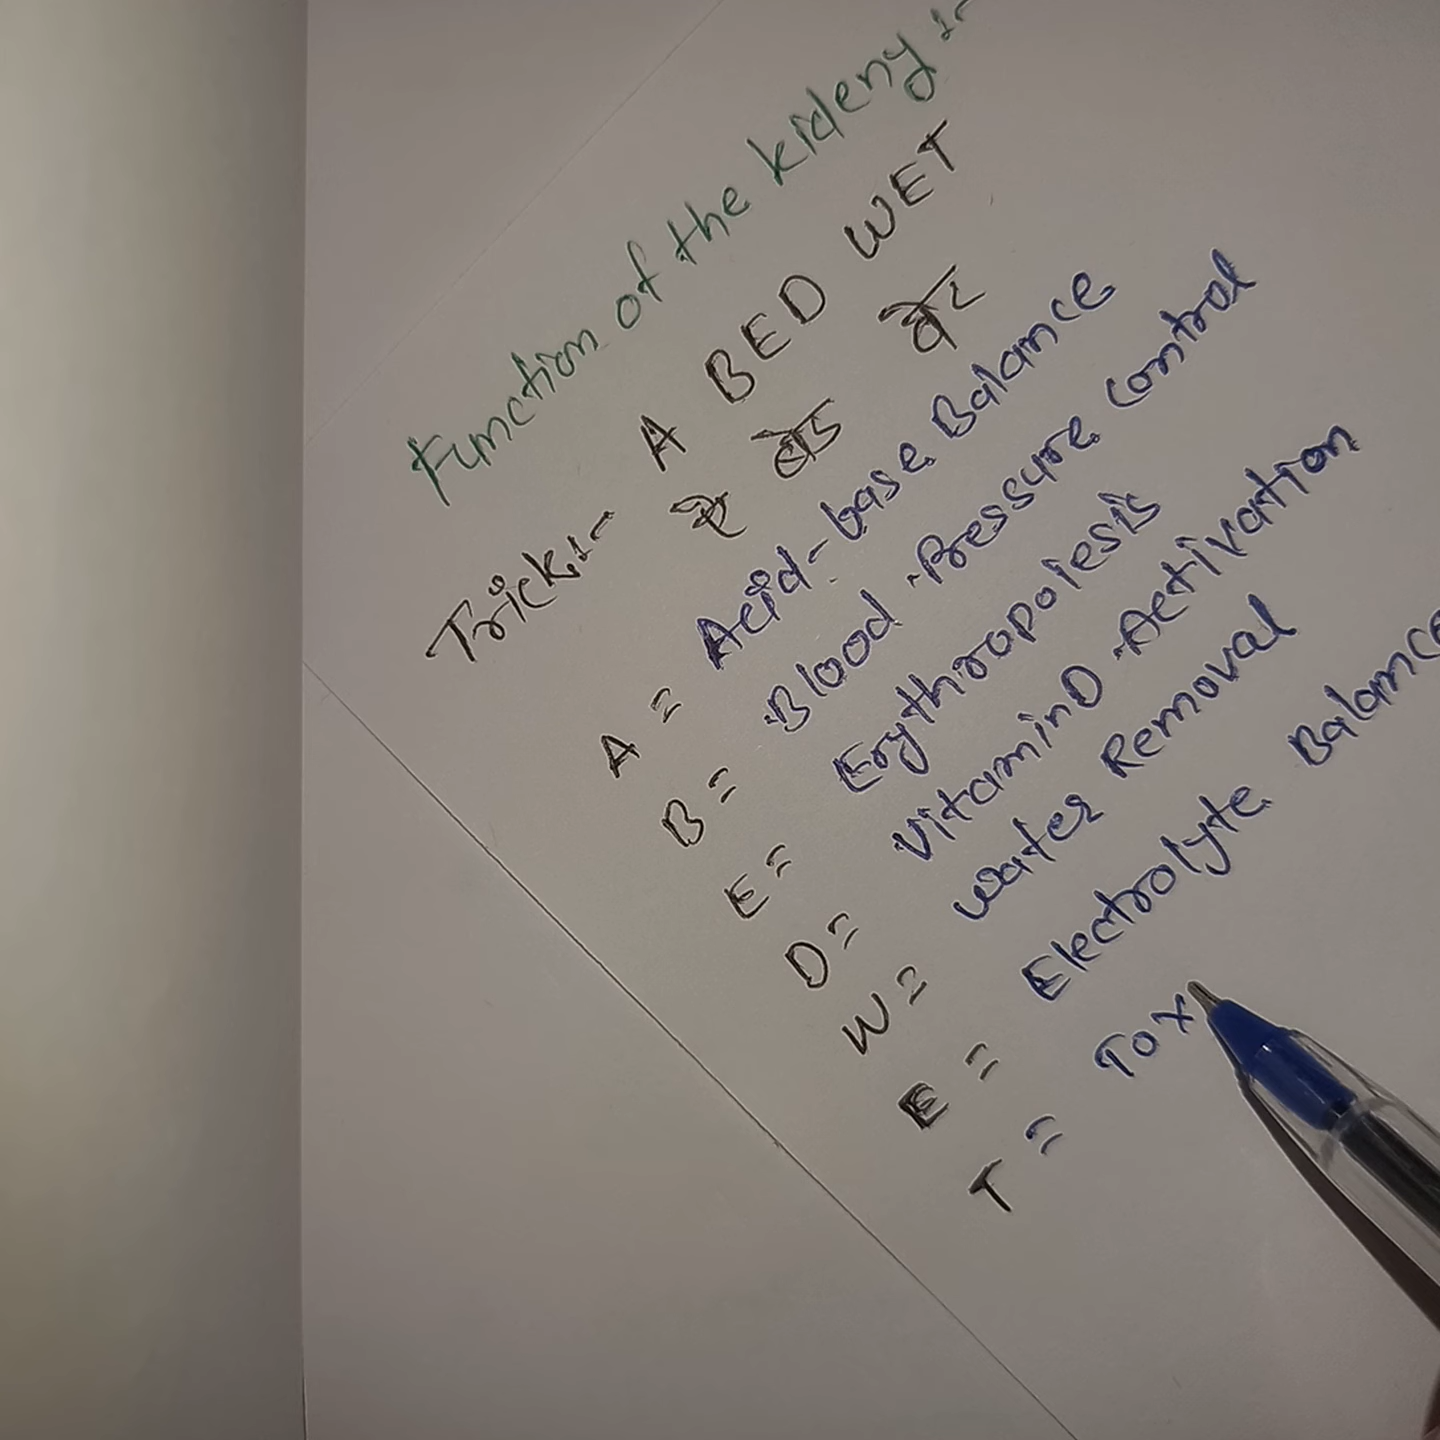 Function of the kideny :-
Trick :- A BED WET
ए बेड वेट
A = Acid-base Balance
B = Blood Pressure Control
E = Erythropoiesis
D = Vitamin D Activation
W = Water Removal
E = Electrolyte Balance
T = Tox